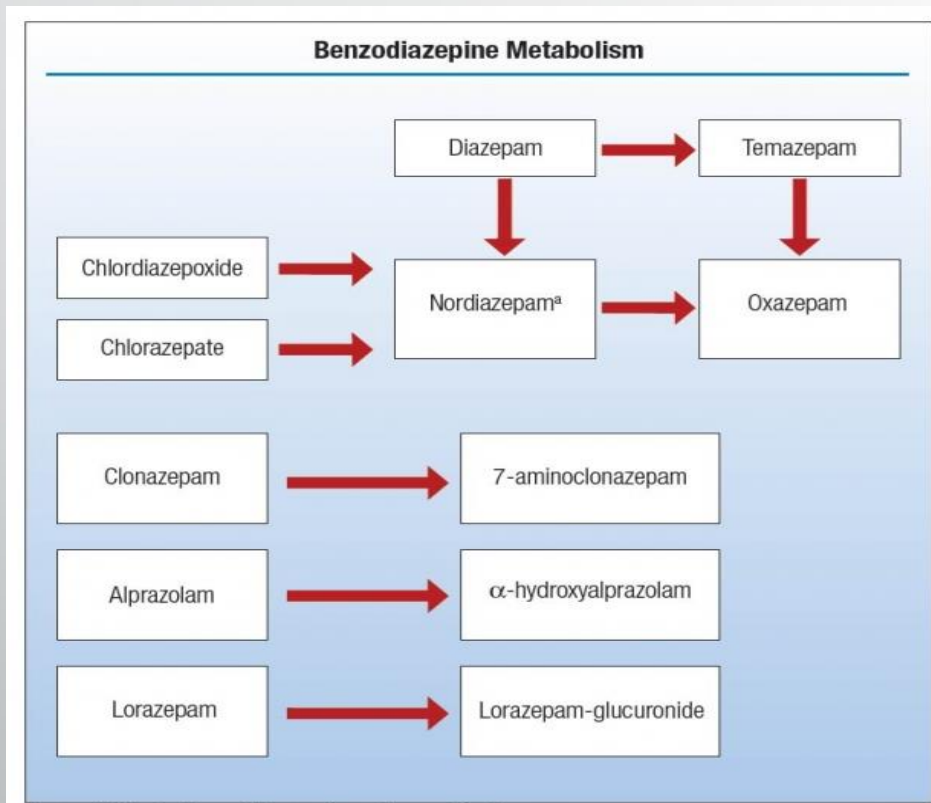 Benzodiazepine Metabolism
Diazepam
Temazepam
Chlordiazepoxide
Nordiazepamᵃ
Oxazepam
Chlorazepate
Clonazepam
7-aminoclonazepam
Alprazolam
α-hydroxyalprazolam
Lorazepam
Lorazepam-glucuronide